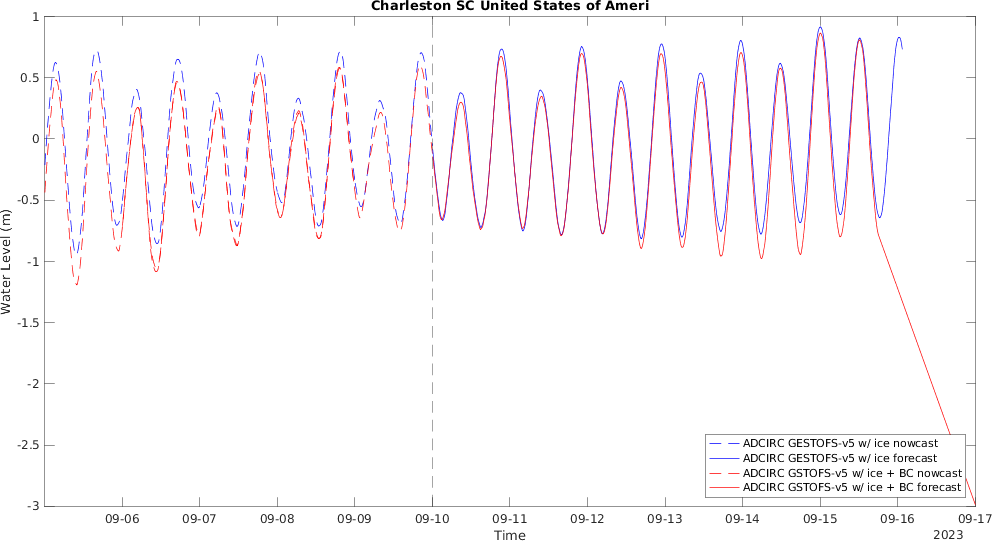 Charleston SC United States of Ameri
Water Level (m)
1
0.5
0
-0.5
-1
-1.5
-2
-2.5
-3
ADCIRC GESTOFS-v5 w/ ice nowcast
ADCIRC GESTOFS-v5 w/ ice forecast
ADCIRC GSTOFS-v5 w/ ice + BC nowcast
ADCIRC GSTOFS-v5 w/ ice + BC forecast
09-06 09-07 09-08 09-09 09-10 09-11 09-12 09-13 09-14 09-15 09-16 09-17
Time
2023